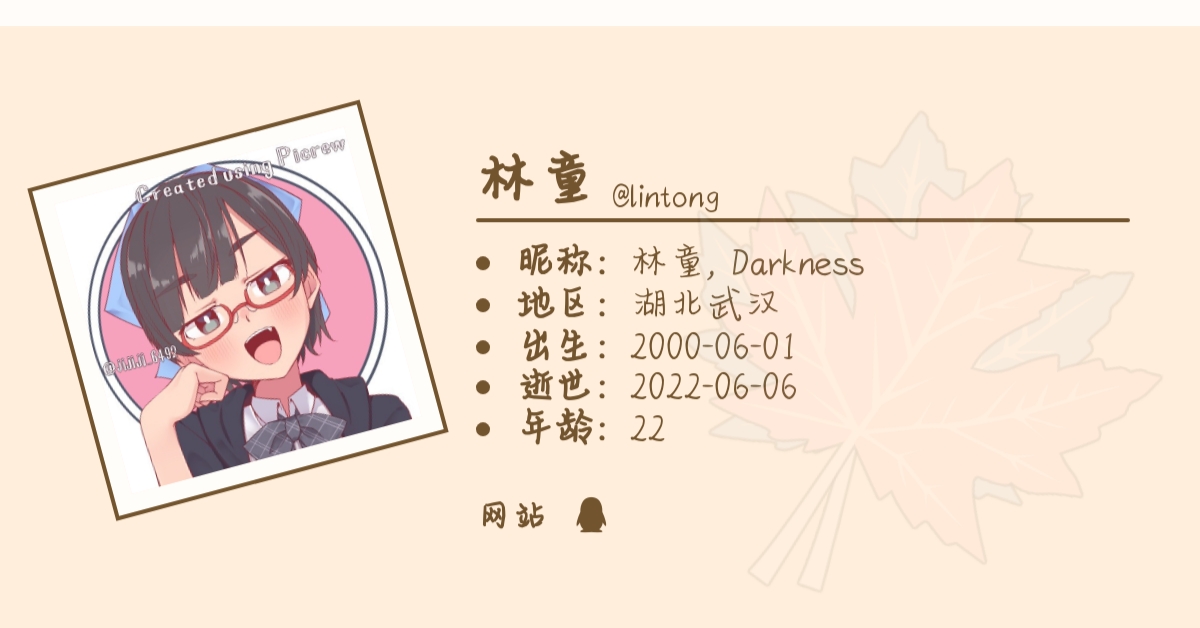 Created using Picrew
@jijiji_6499
林童 @lintong
昵称：林童, Darkness
地区：湖北武汉
出生：2000-06-01
逝世：2022-06-06
年龄：22
网站